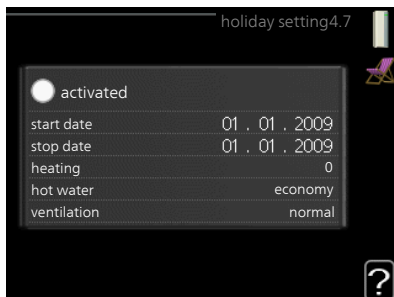 holiday setting4.7
activated
start date 01 . 01 . 2009
stop date 01 . 01 . 2009
heating 0
hot water economy
ventilation normal
?